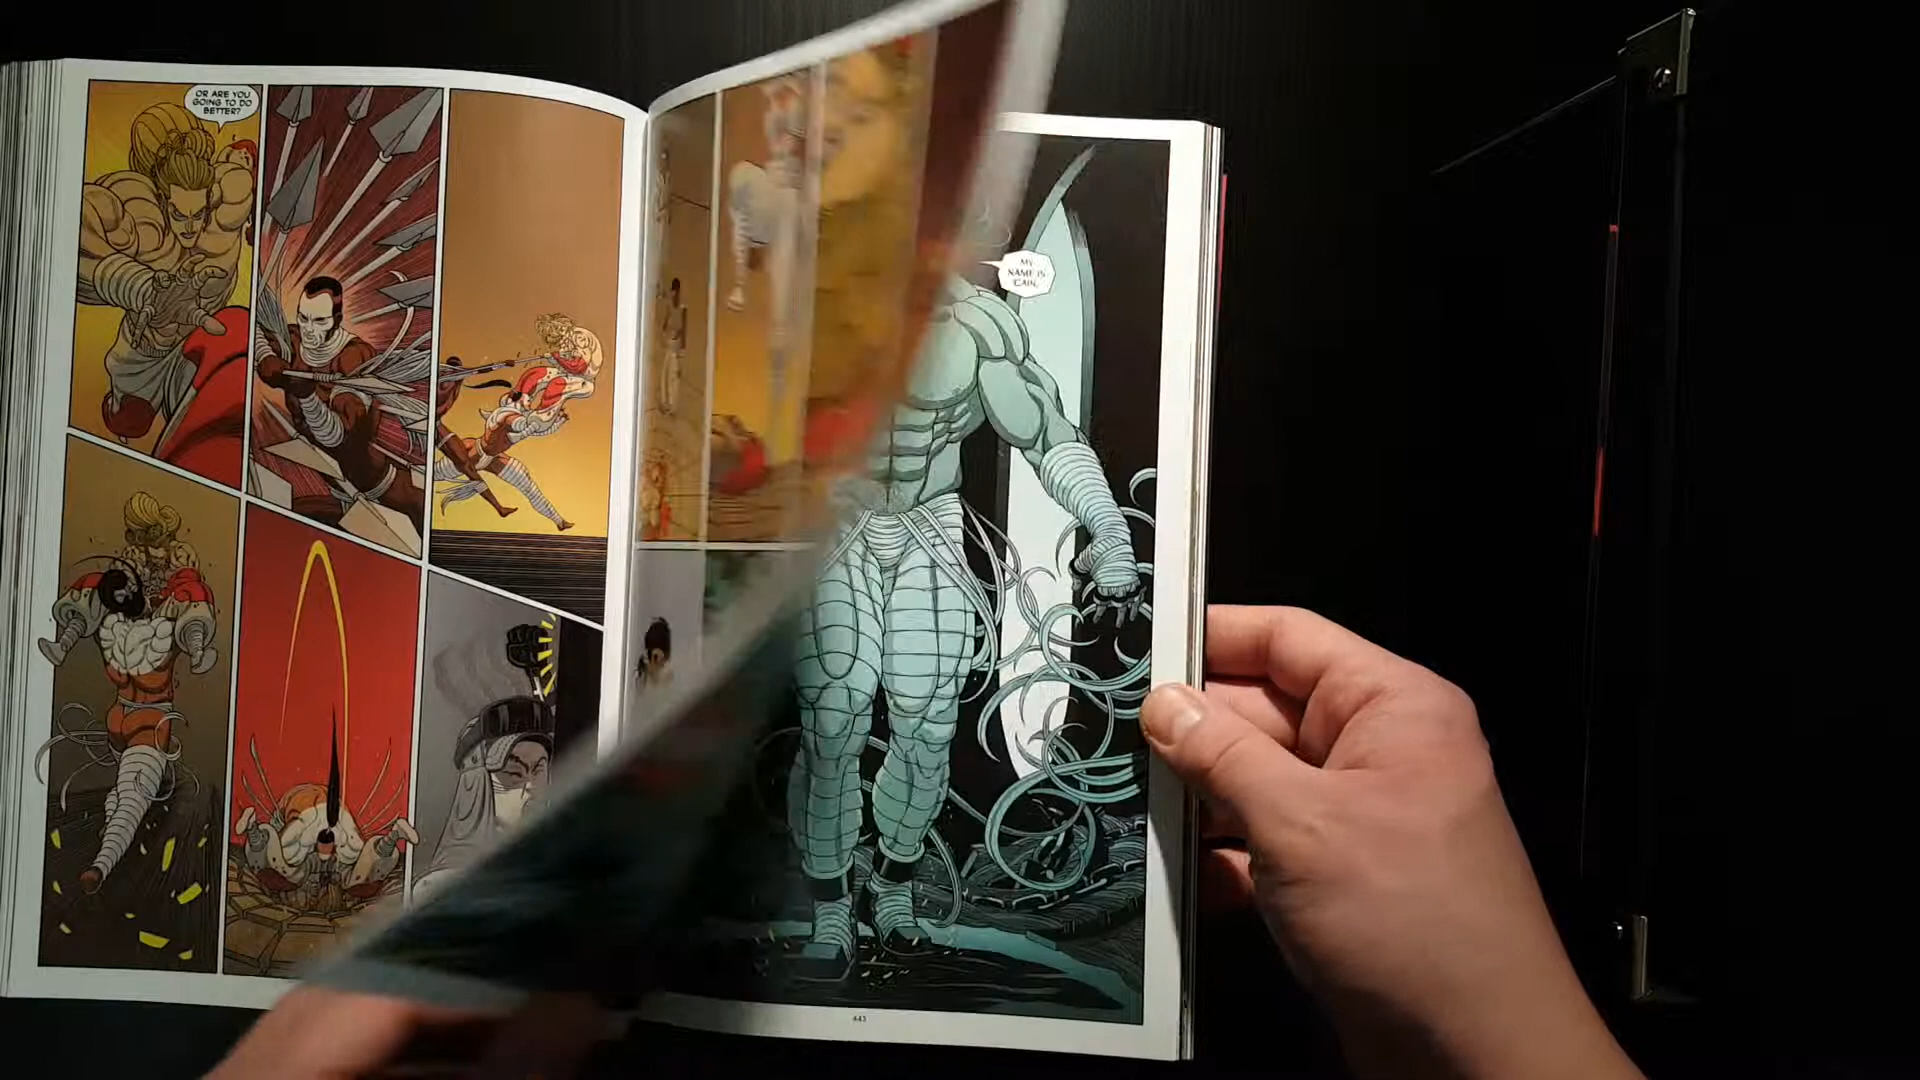 OR ARE YOU
GOING TO DO
BETTER?
MY
NAME IS
CAIN.
443